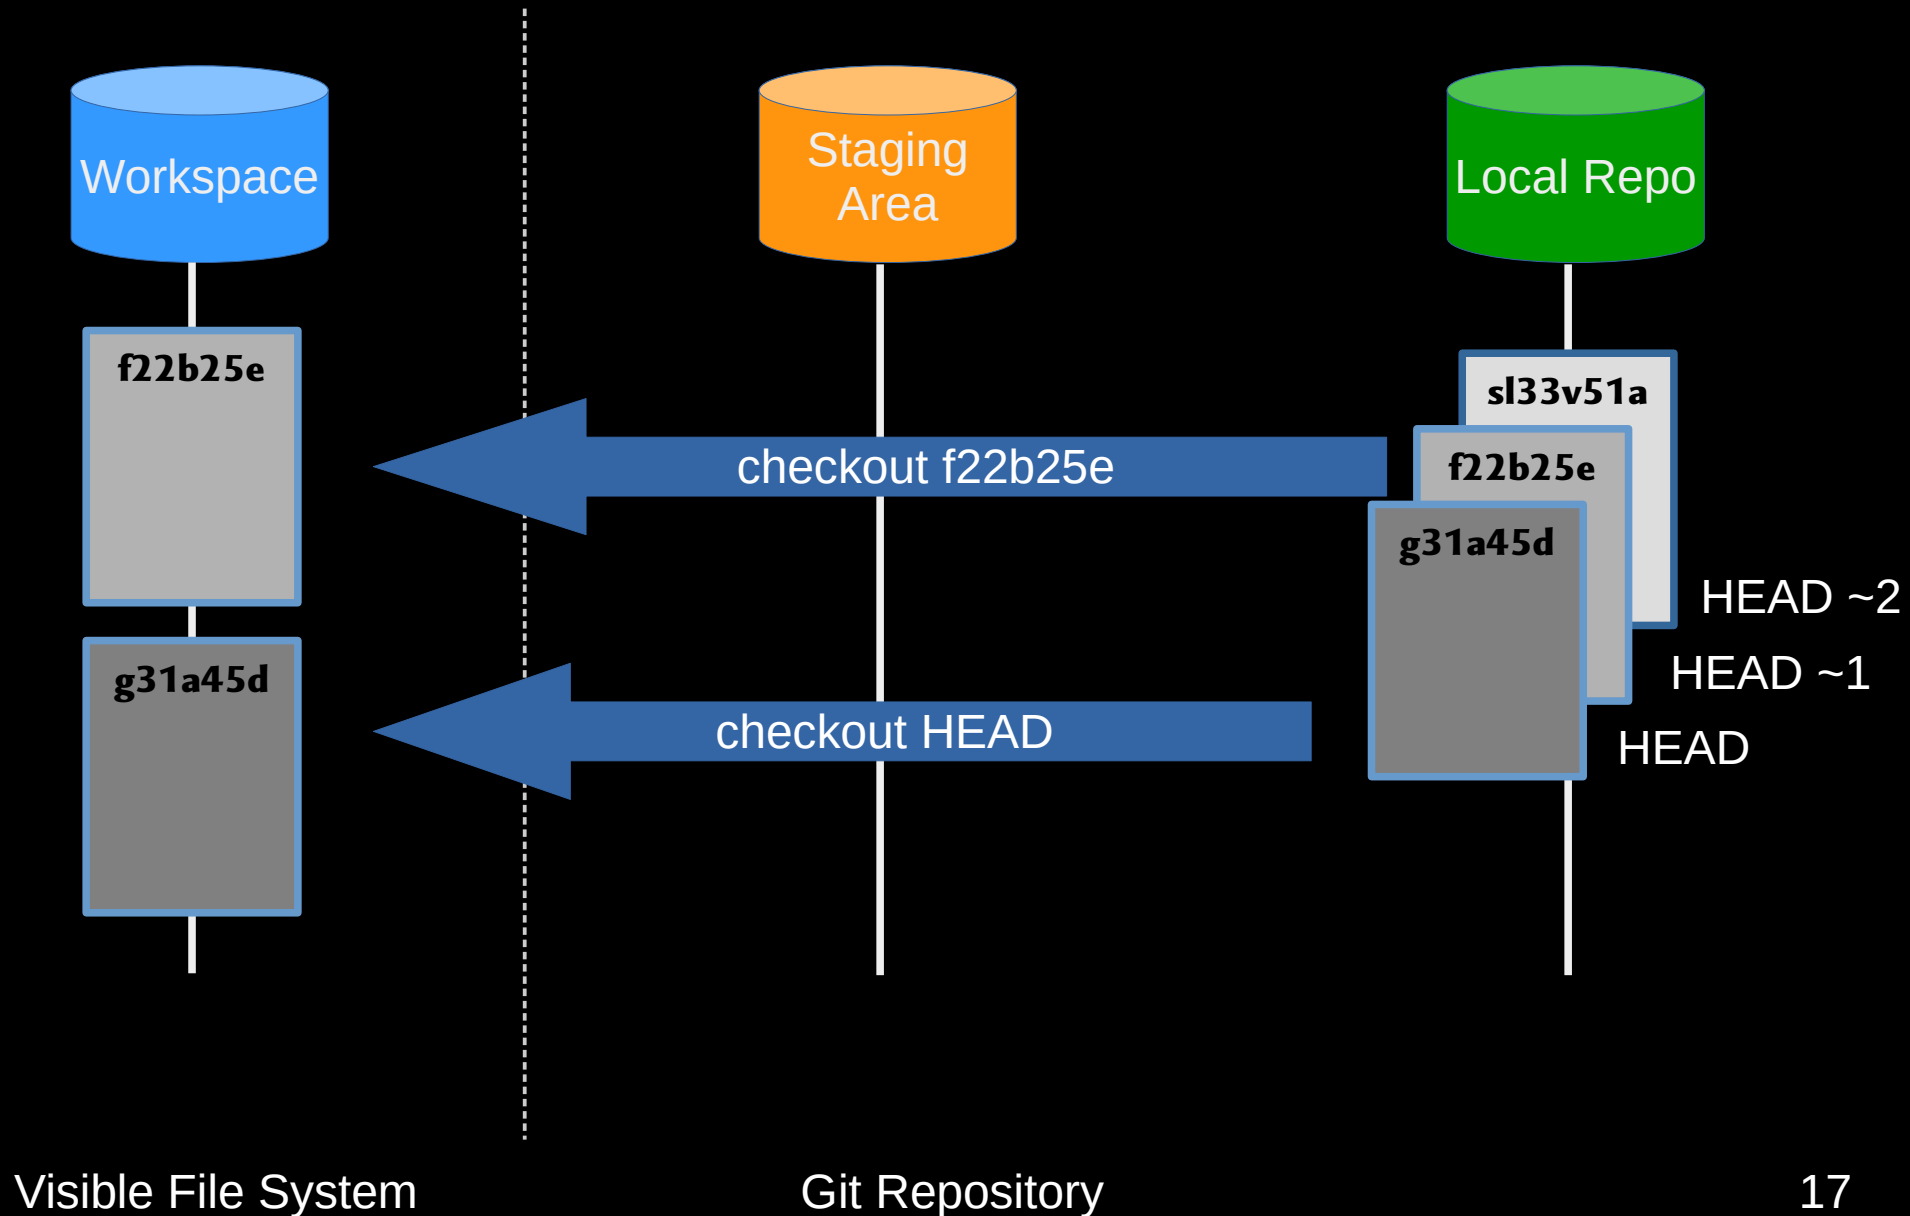 Workspace
Staging
Area
Local Repo
f22b25e
sl33v51a
checkout f22b25e
f22b25e
g31a45d
HEAD ~2
g31a45d
HEAD ~1
checkout HEAD
HEAD
Visible File System
Git Repository
17